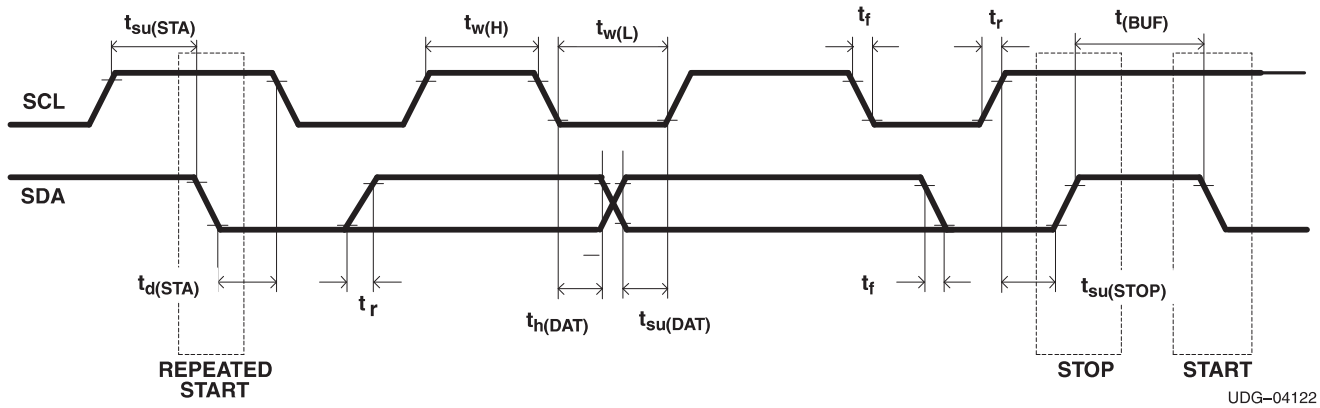 tsu(STA)
tw(H)
tw(L)
tf
tr
t(BUF)
SCL
SDA
td(STA)
tr
th(DAT)
tsu(DAT)
tf
tsu(STOP)
REPEATED
START
STOP
START
UDG–04122